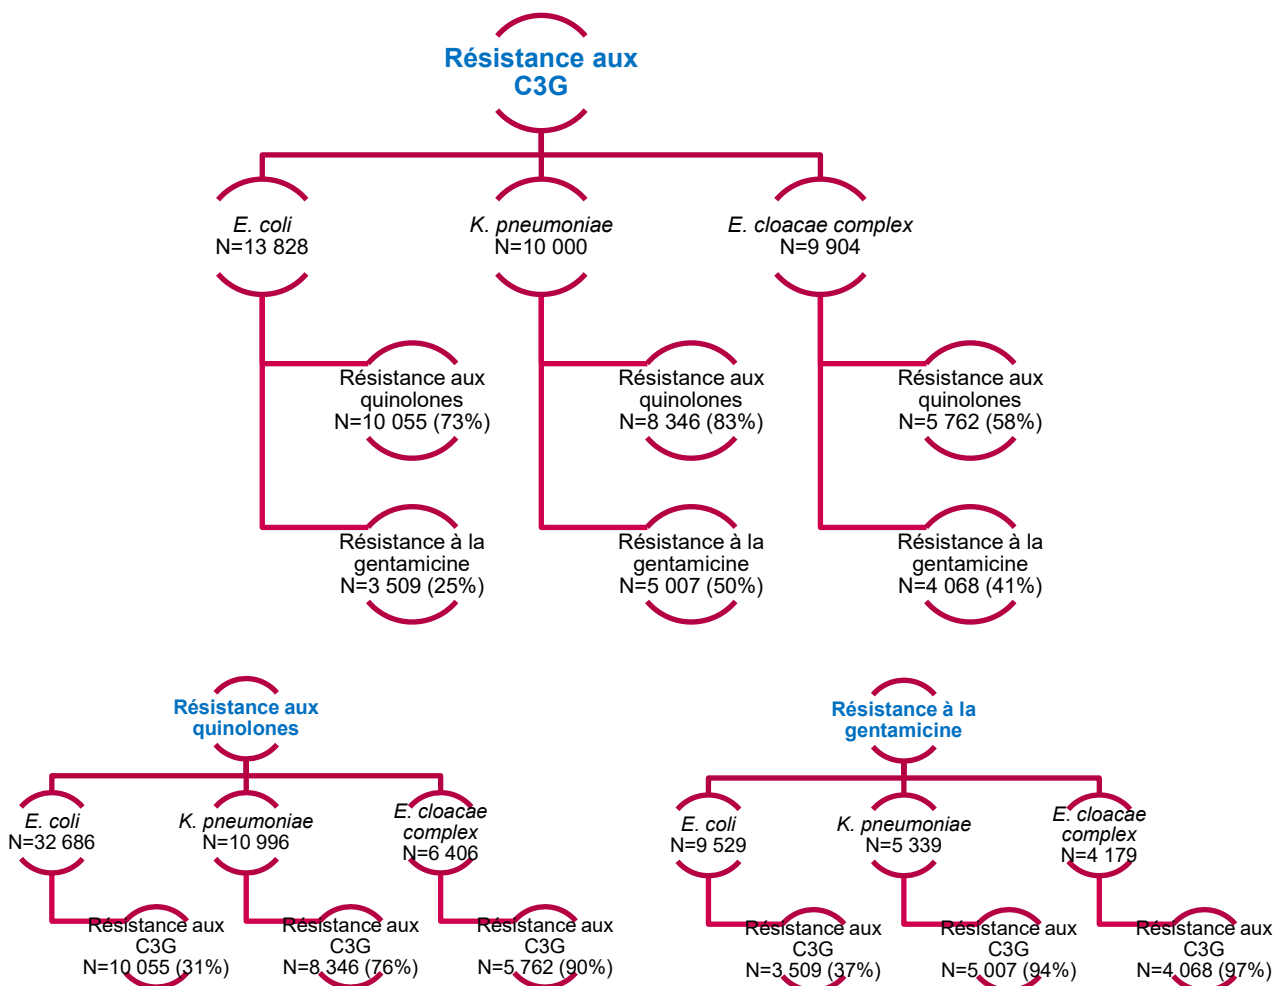 Résistance aux
C3G
E. coli
N=13 828
K. pneumoniae
N=10 000
E. cloacae complex
N=9 904
Résistance aux
quinolones
N=10 055 (73%)
Résistance aux
quinolones
N=8 346 (83%)
Résistance aux
quinolones
N=5 762 (58%)
Résistance à la
gentamicine
N=3 509 (25%)
Résistance à la
gentamicine
N=5 007 (50%)
Résistance à la
gentamicine
N=4 068 (41%)
Résistance aux
quinolones
E. coli
N=32 686
K. pneumoniae
N=10 996
E. cloacae
complex
N=6 406
Résistance aux
C3G
N=10 055 (31%)
Résistance aux
C3G
N=8 346 (76%)
Résistance aux
C3G
N=5 762 (90%)
Résistance à la
gentamicine
E. coli
N=9 529
K. pneumoniae
N=5 339
E. cloacae
complex
N=4 179
Résistance aux
C3G
N=3 509 (37%)
Résistance aux
C3G
N=5 007 (94%)
Résistance aux
C3G
N=4 068 (97%)